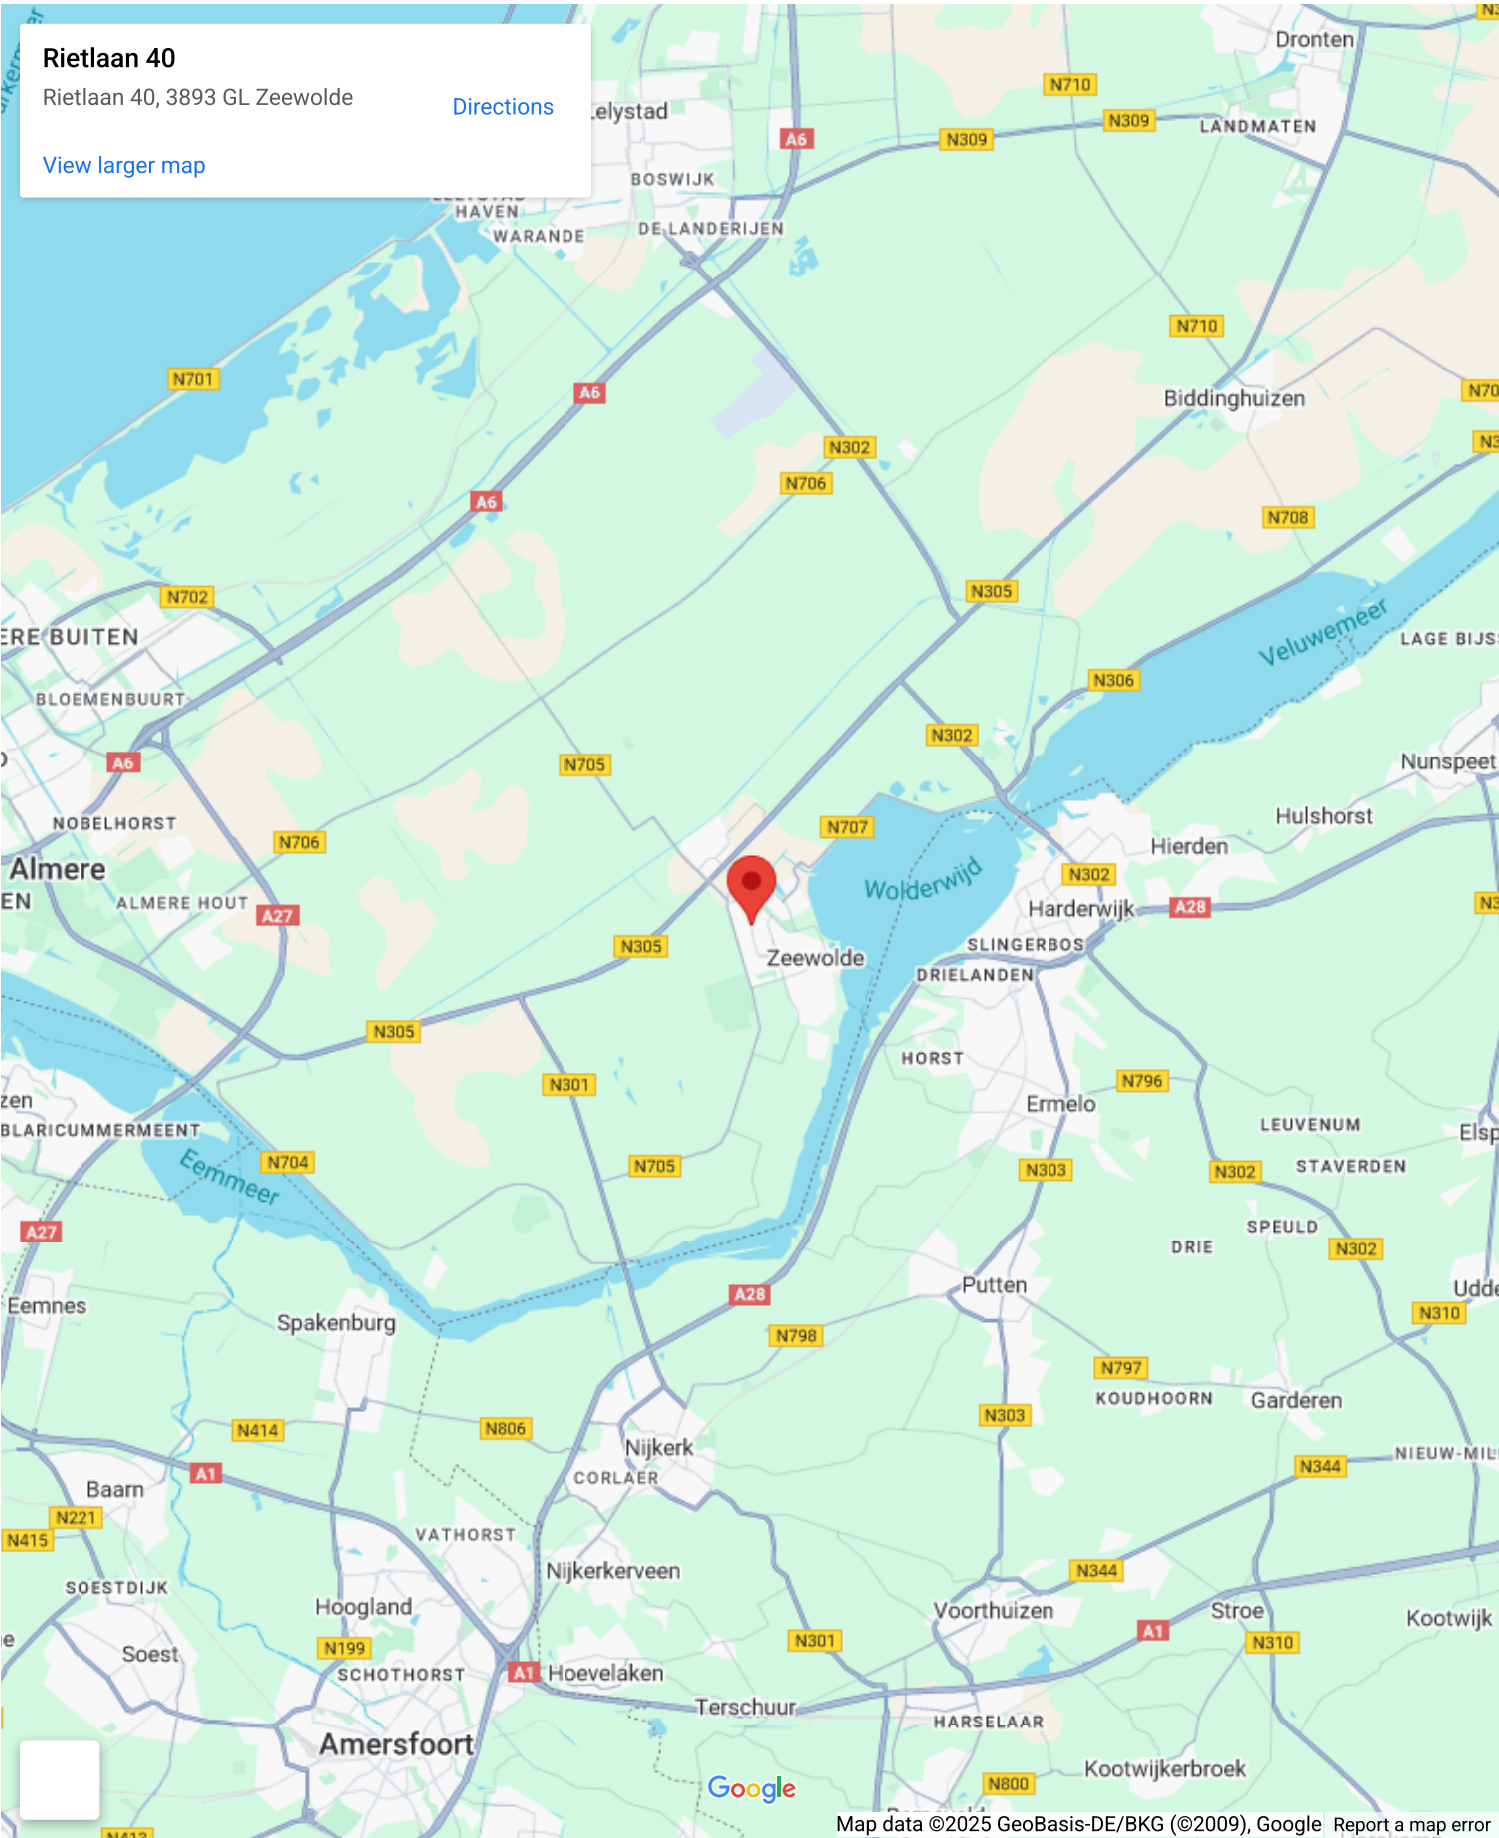 Rietlaan 40
Rietlaan 40, 3893 GL Zeewolde
Directions
View larger map
Dronten
N710
Lelystad
N309
N309
LANDMATEN
A6
BOSWIJK
HAVEN
DE LANDERIJEN
WARANDE
N710
N701
A6
Biddinghuizen
N302
N706
A6
N708
N305
N702
Veluwemeer
ERE BUITEN
LAGE BIJS
N306
BLOEMENBUURT
N302
A6
N705
Nunspeet
Hulshorst
NOBELHORST
N707
N706
Hierden
Almere
Wolderwijd
N302
EN
ALMERE HOUT
A27
Harderwijk
A28
N305
SLINGERBOS
Zeewolde
DRIELANDEN
N305
HORST
N301
N796
zen
Ermelo
BLARICUMMERMEENT
LEUVENUM
Elsp
Eemmeer
N704
N705
N303
N302
STAVERDEN
A27
SPEULD
DRIE
N302
Putten
Udde
A28
Eemnes
N310
Spakenburg
N798
N797
KOUDHOORN
Garderen
N303
N414
N806
Nijkerk
NIEUW-MIL
A1
CORLAER
N344
Baarn
N221
VATHORST
N415
Nijkerkerveen
N344
SOESTDIJK
Hoogland
Voorthuizen
Stroe
Kootwijk
A1
N301
N310
Soest
N199
SCHOTHORST
A1
Hoevelaken
Terschuur
HARSELAAR
Amersfoort
Kootwijkerbroek
N800
Google
Map data ©2025 GeoBasis-DE/BKG (©2009), Google
Report a map error